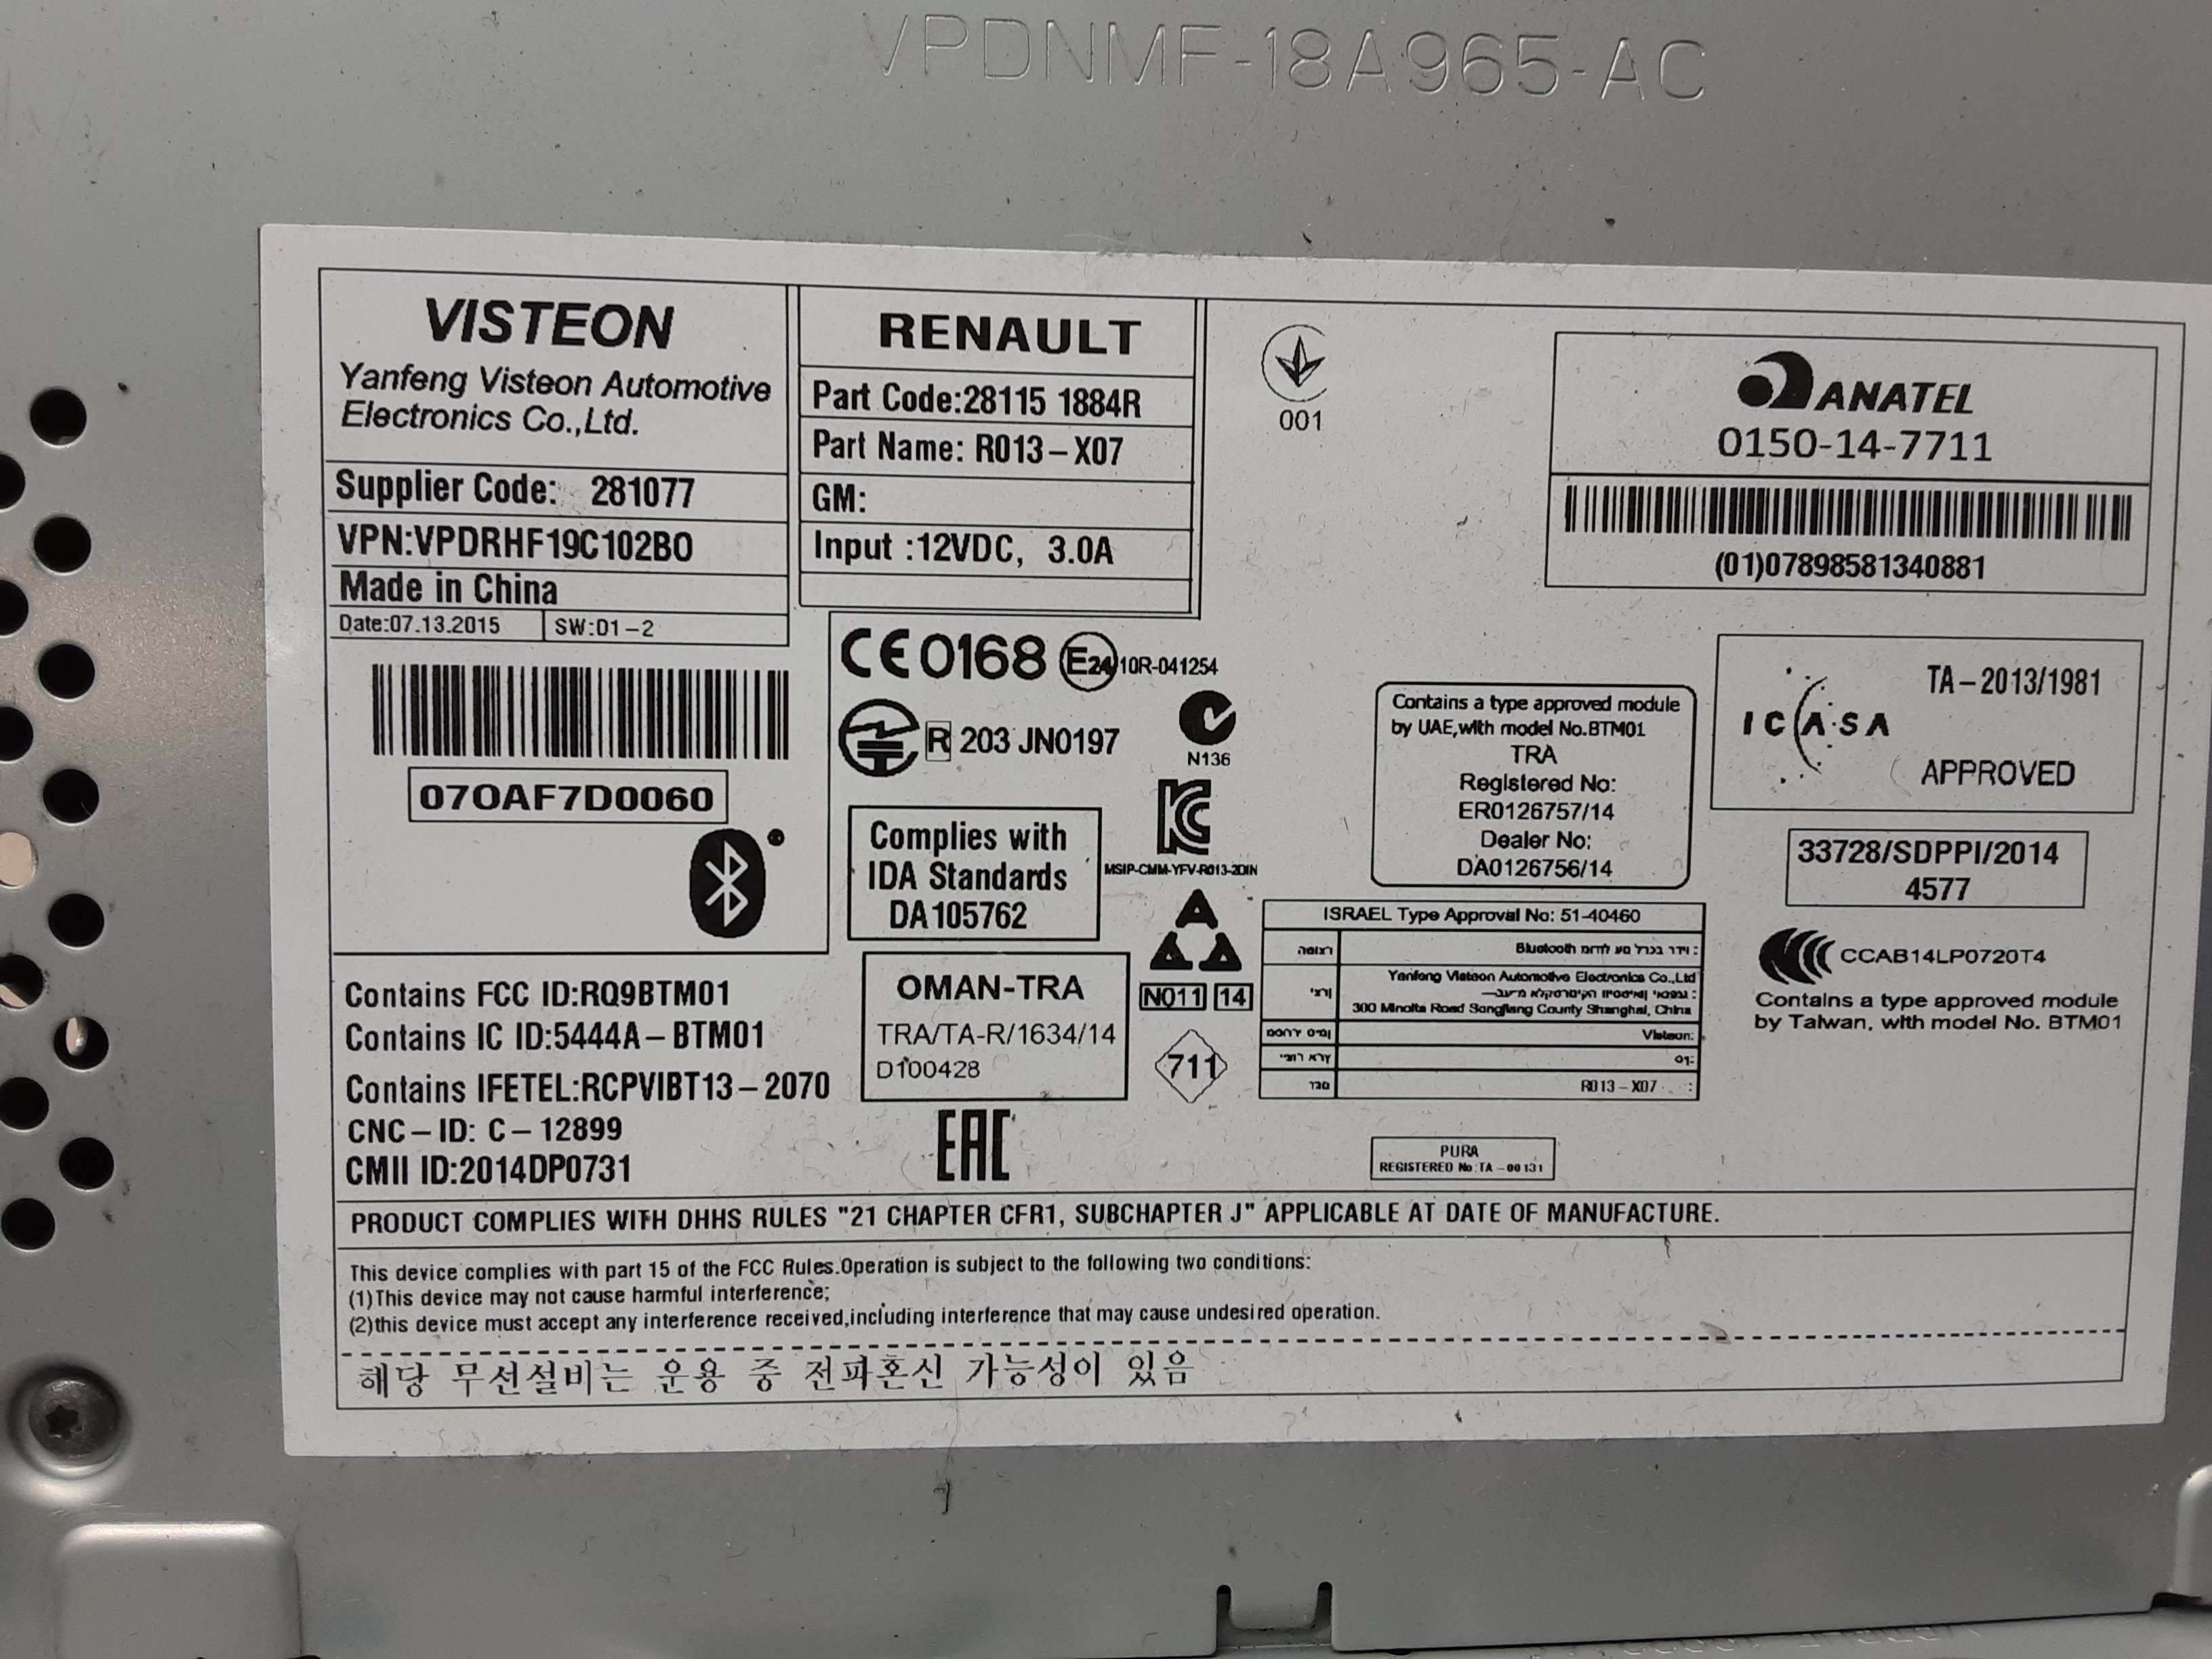 VPDNMF-18A965-AC
VISTEON
Yanfeng Visteon Automotive
Electronics Co.,Ltd.
Supplier Code: 281077
VPN:VPDRHF19C102BO
Made in China
Date:07.13.2015 SW:01-2
070AF7D0060
RENAULT
Part Code:28115 1884R
Part Name: R013-X07
GM:
Input :12VDC, 3.0A
001
ANATEL
0150-14-7711
(01)07898581340881
CE 0168 E24 10R-041254
R 203 JN0197
N136
Complies with
IDA Standards
DA105762
MSIP-CMM-YFV-R013-2DIN
Contains a type approved module
by UAE,with model No.BTM01
TRA
Registered No:
ER0126757/14
Dealer No:
DA0126756/14
ICASA
TA-2013/1981
APPROVED
33728/SDPPI/2014
4577
Contains FCC ID:RQ9BTM01
Contains IC ID:5444A-BTM01
Contains IFETEL:RCPVIBT13-2070
CNC-ID: C-12899
CMII ID:2014DP0731
OMAN-TRA
TRA/TA-R/1634/14
D100428
NQ11 14
711
EAC
ISRAEL Type Approval No: 51-40460
Bluetooth
Yanfeng Visteon Automotive Electronics Co.,Ltd
300 Minolta Road Songjiang County Shanghai, China
Visteon:
R013-X07 :
CCAB14LP0720T4
Contains a type approved module
by Taiwan, with model No. BTM01
PURA
REGISTERED No:TA-00131
PRODUCT COMPLIES WITH DHHS RULES "21 CHAPTER CFR1, SUBCHAPTER J" APPLICABLE AT DATE OF MANUFACTURE.
This device complies with part 15 of the FCC Rules.Operation is subject to the following two conditions:
(1)This device may not cause harmful interference;
(2)this device must accept any interference received,including interference that may cause undesired operation.
해당 무선설비는 운용 중 전파혼신 가능성이 있음